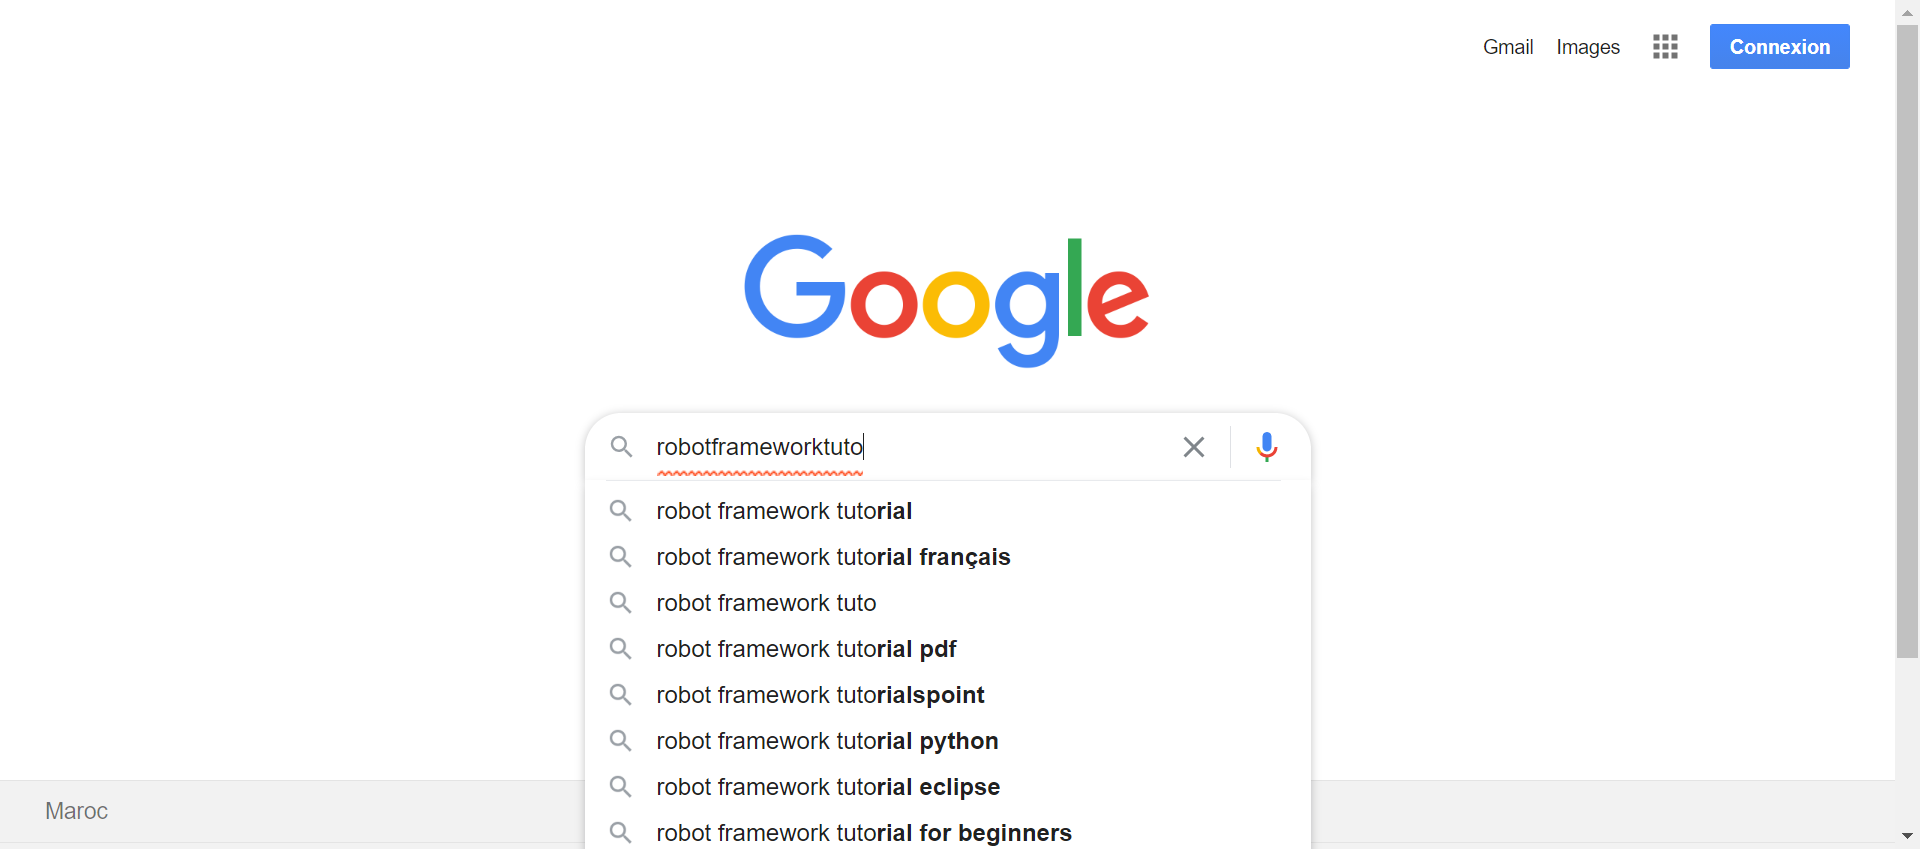 Gmail Images Connexion
Google
robotframeworktuto
robot framework tutorial
robot framework tutorial français
robot framework tuto
robot framework tutorial pdf
robot framework tutorialspoint
robot framework tutorial python
robot framework tutorial eclipse
Maroc
robot framework tutorial for beginners